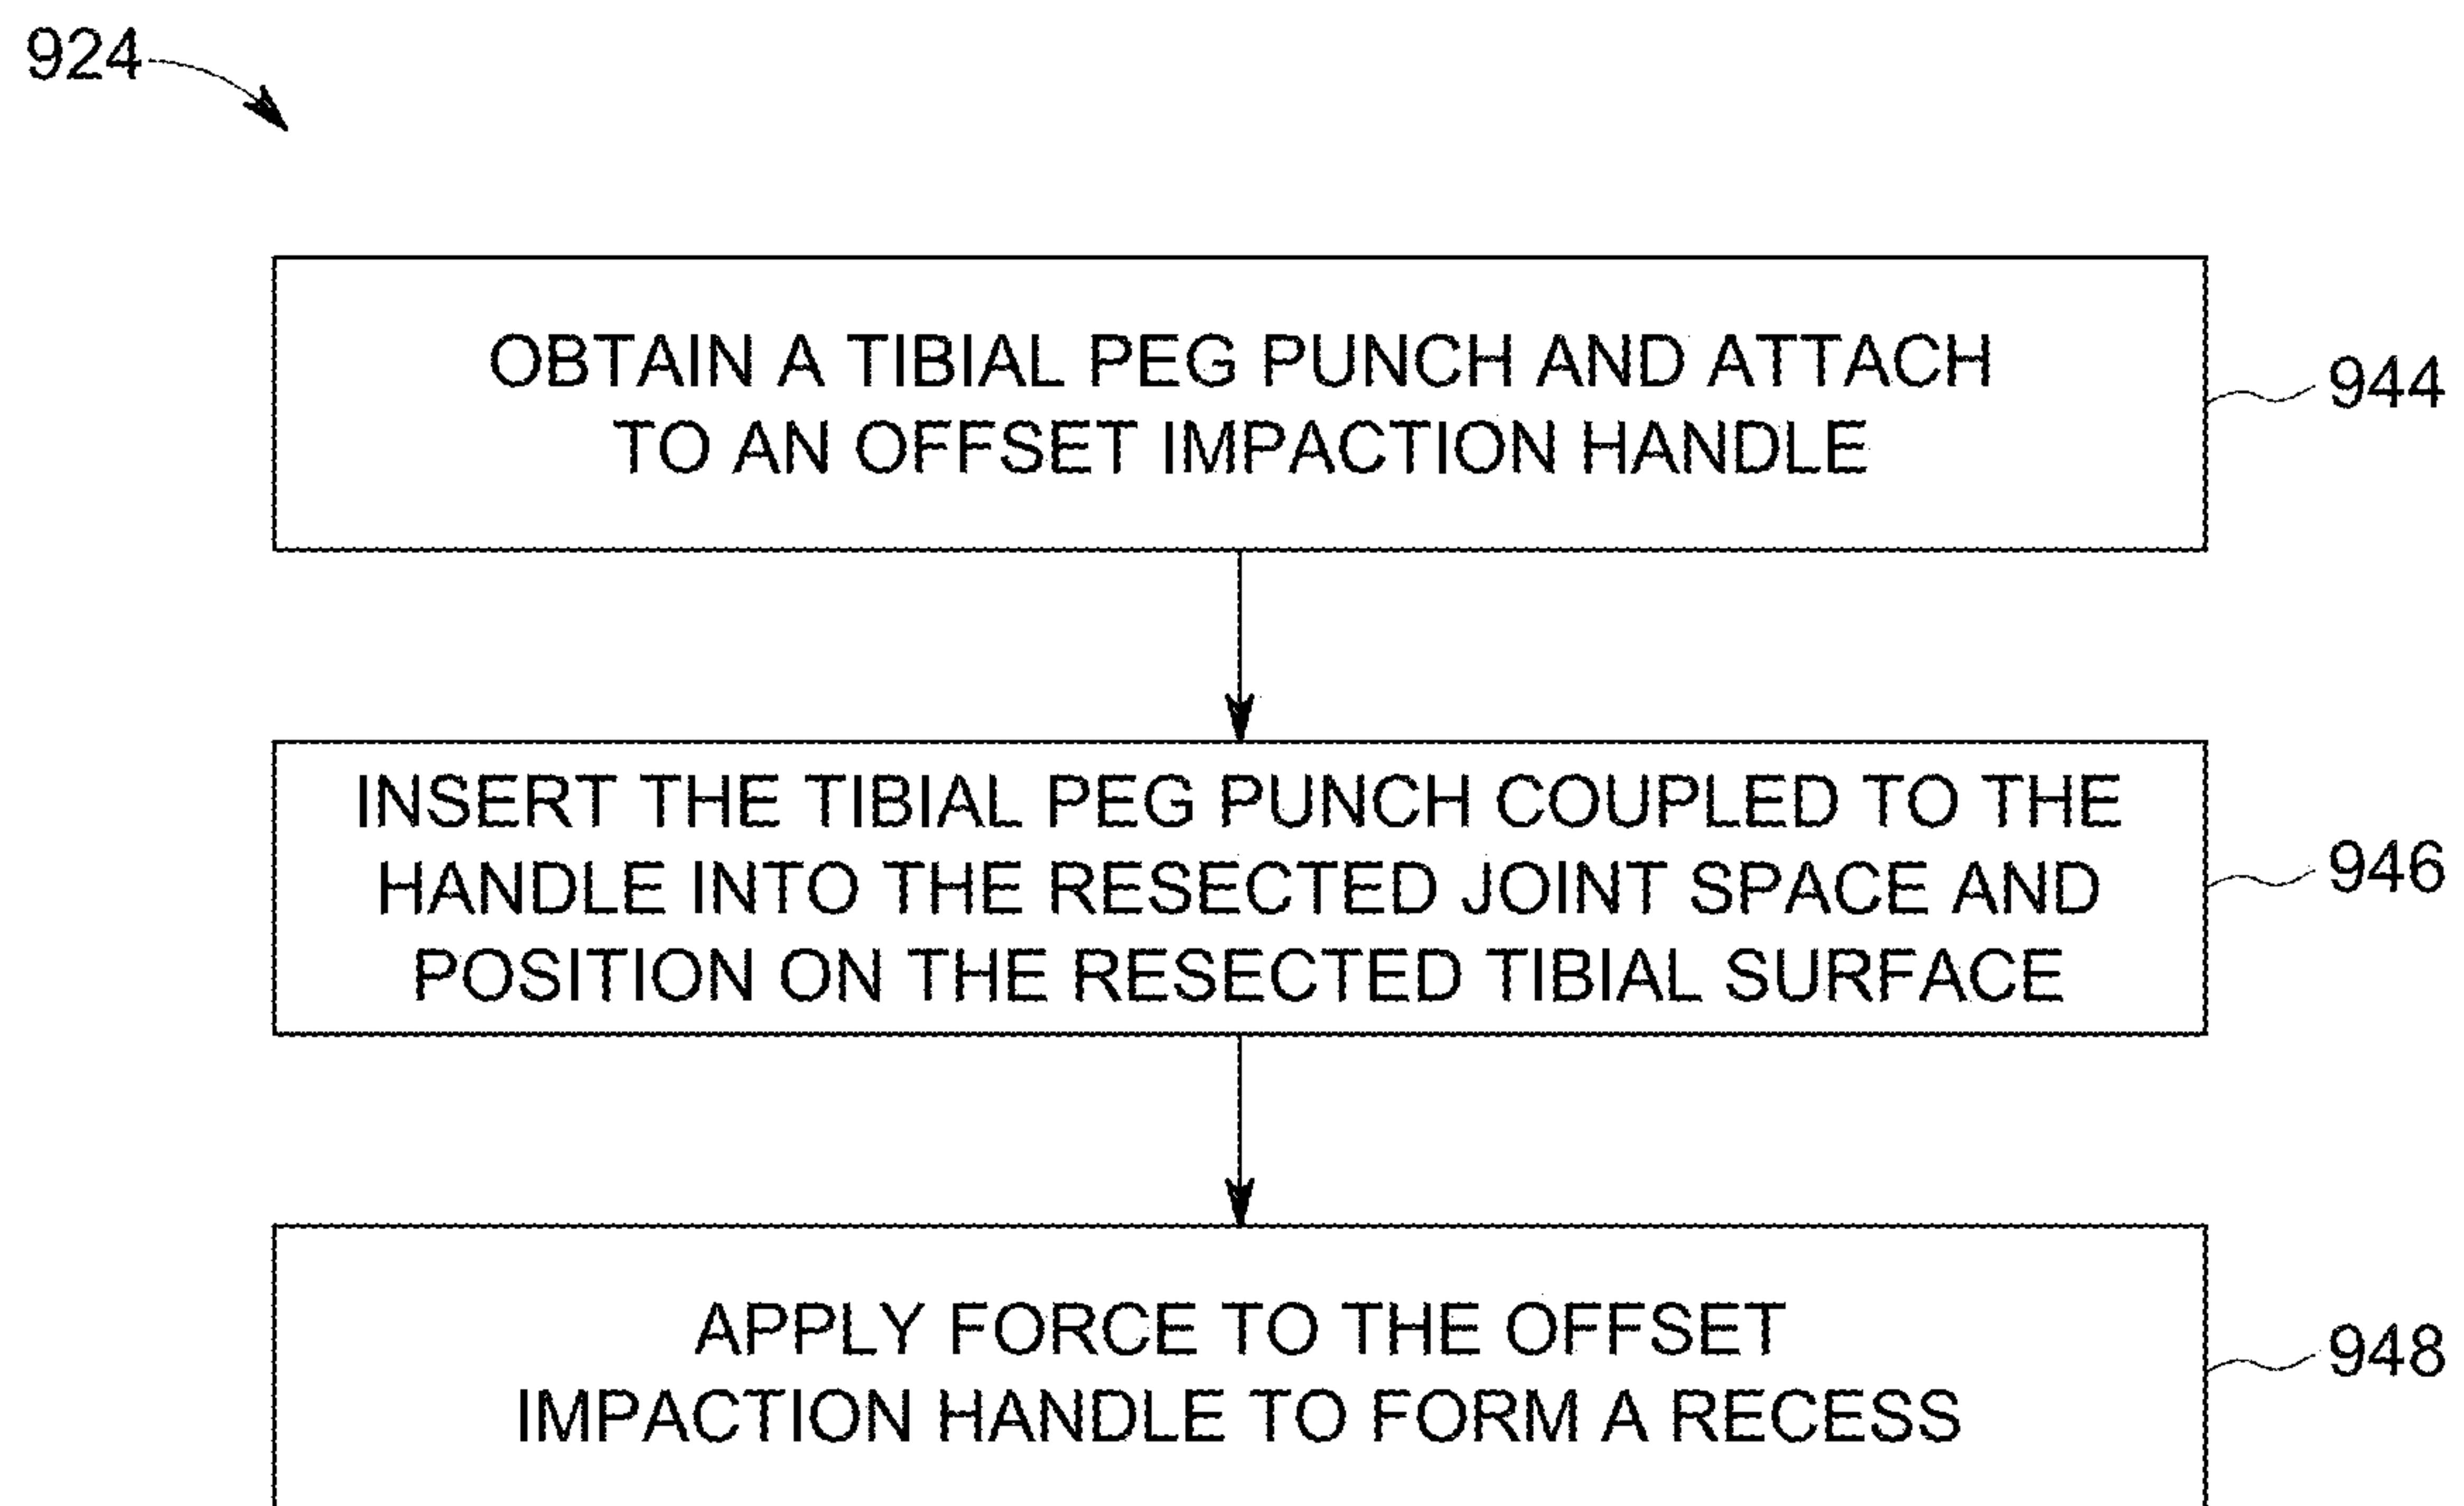 924
OBTAIN A TIBIAL PEG PUNCH AND ATTACH
TO AN OFFSET IMPACTION HANDLE
944
INSERT THE TIBIAL PEG PUNCH COUPLED TO THE
HANDLE INTO THE RESECTED JOINT SPACE AND
POSITION ON THE RESECTED TIBIAL SURFACE
946
APPLY FORCE TO THE OFFSET
IMPACTION HANDLE TO FORM A RECESS
948